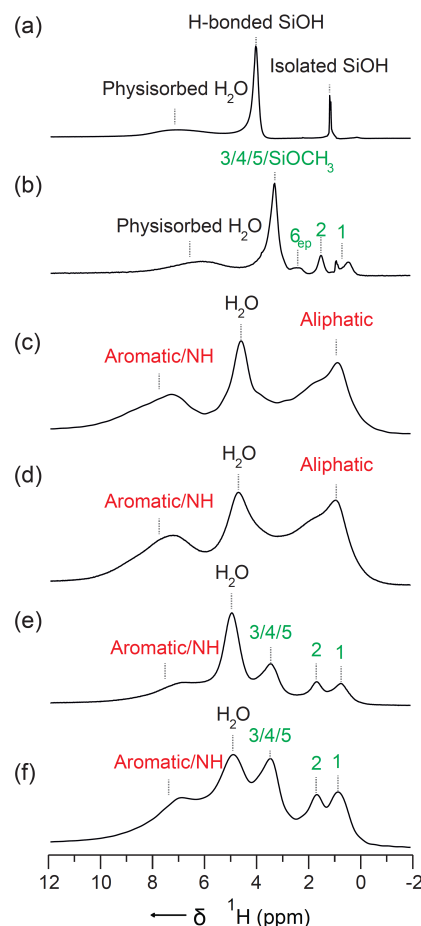 (a)
H-bonded SiOH
Isolated SiOH
Physisorbed H2O
3/4/5/SiOCH3
(b)
Physisorbed H2O
6ep
2
1
H2O
(c)
Aromatic/NH
Aliphatic
H2O
(d)
Aromatic/NH
Aliphatic
H2O
(e)
Aromatic/NH
3/4/5
2
1
H2O
(f)
Aromatic/NH
3/4/5
2
1
12 10 8 6 4 2 0 -2
← δ 1H (ppm)